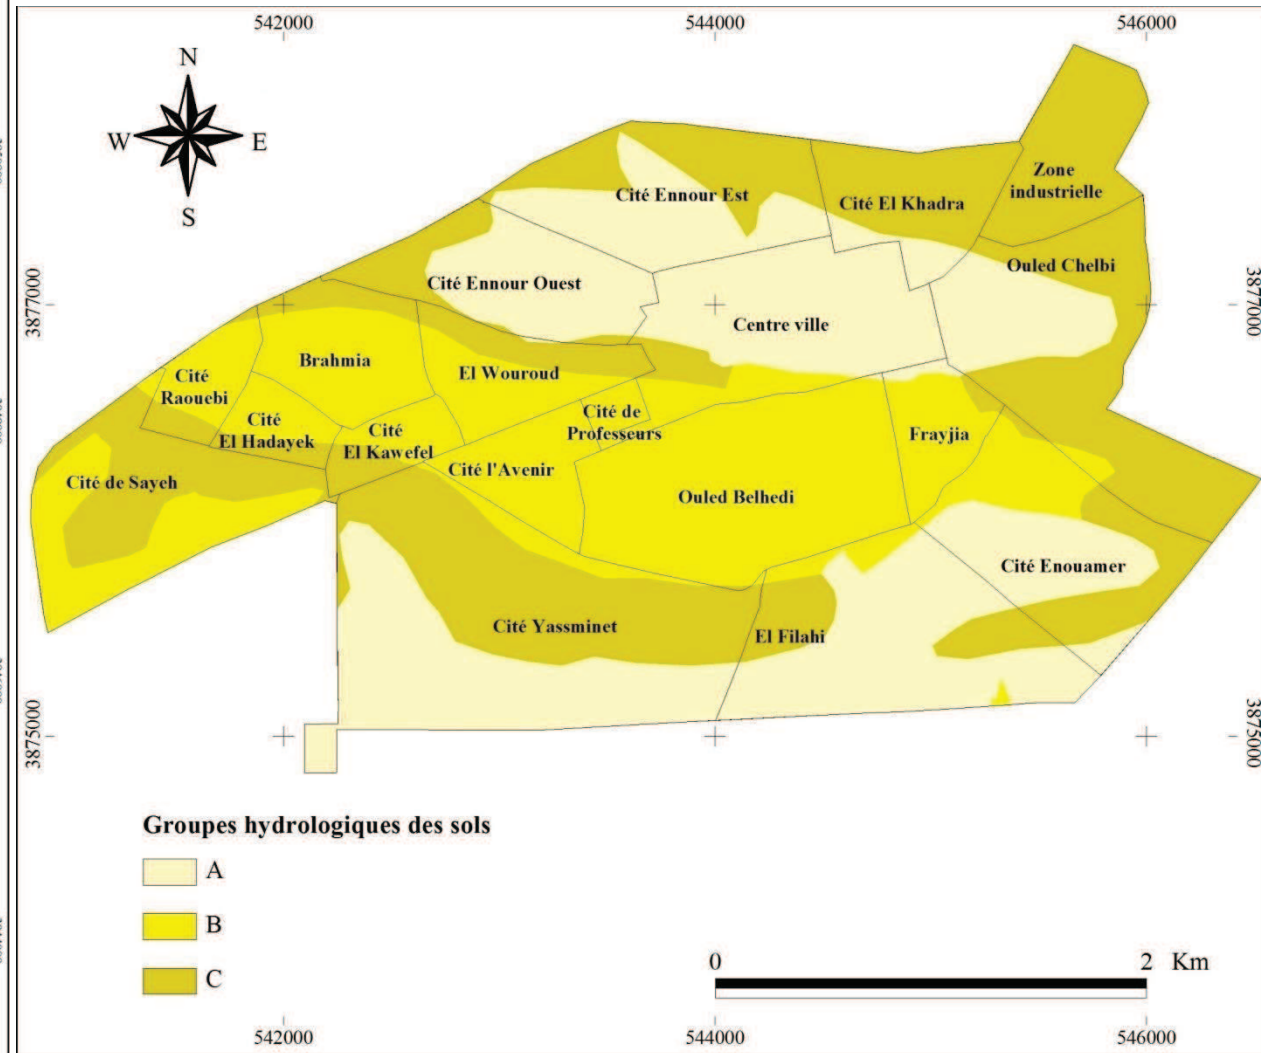 542000
544000
546000
N
W
E
S
Zone
industrielle
Cité Ennour Est
Cité El Khadra
Ouled Chelbi
Cité Ennour Ouest
3877000
3877000
Centre ville
Brahmia
El Wouroud
Cité
Raouebi
Cité de
Professeurs
Cité
El Hadayek
Cité
El Kawefel
Frayjia
Cité l'Avenir
Cité de Sayeh
Ouled Belhedi
Cité Enouamer
Cité Yassminet
El Filahi
3875000
3875000
Groupes hydrologiques des sols
A
B
C
0
2 Km
542000
544000
546000